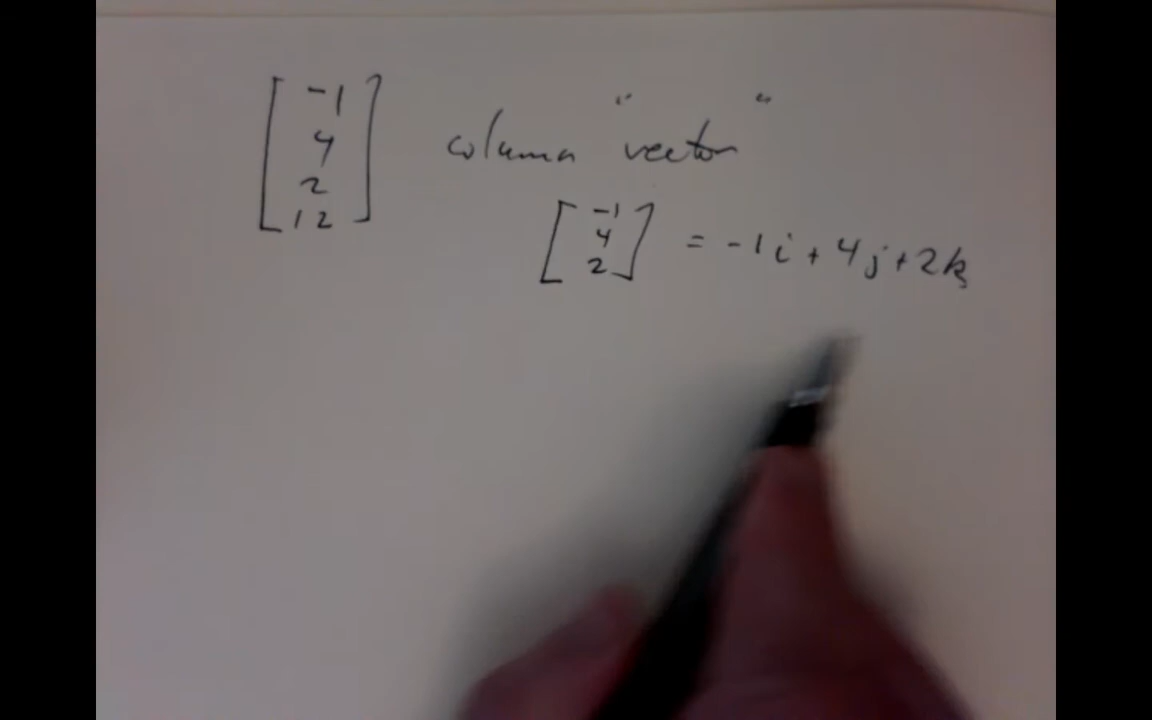 [ -1 4 2 12 ] column "vector"
[ -1 4 2 ] = -1i + 4j + 2k